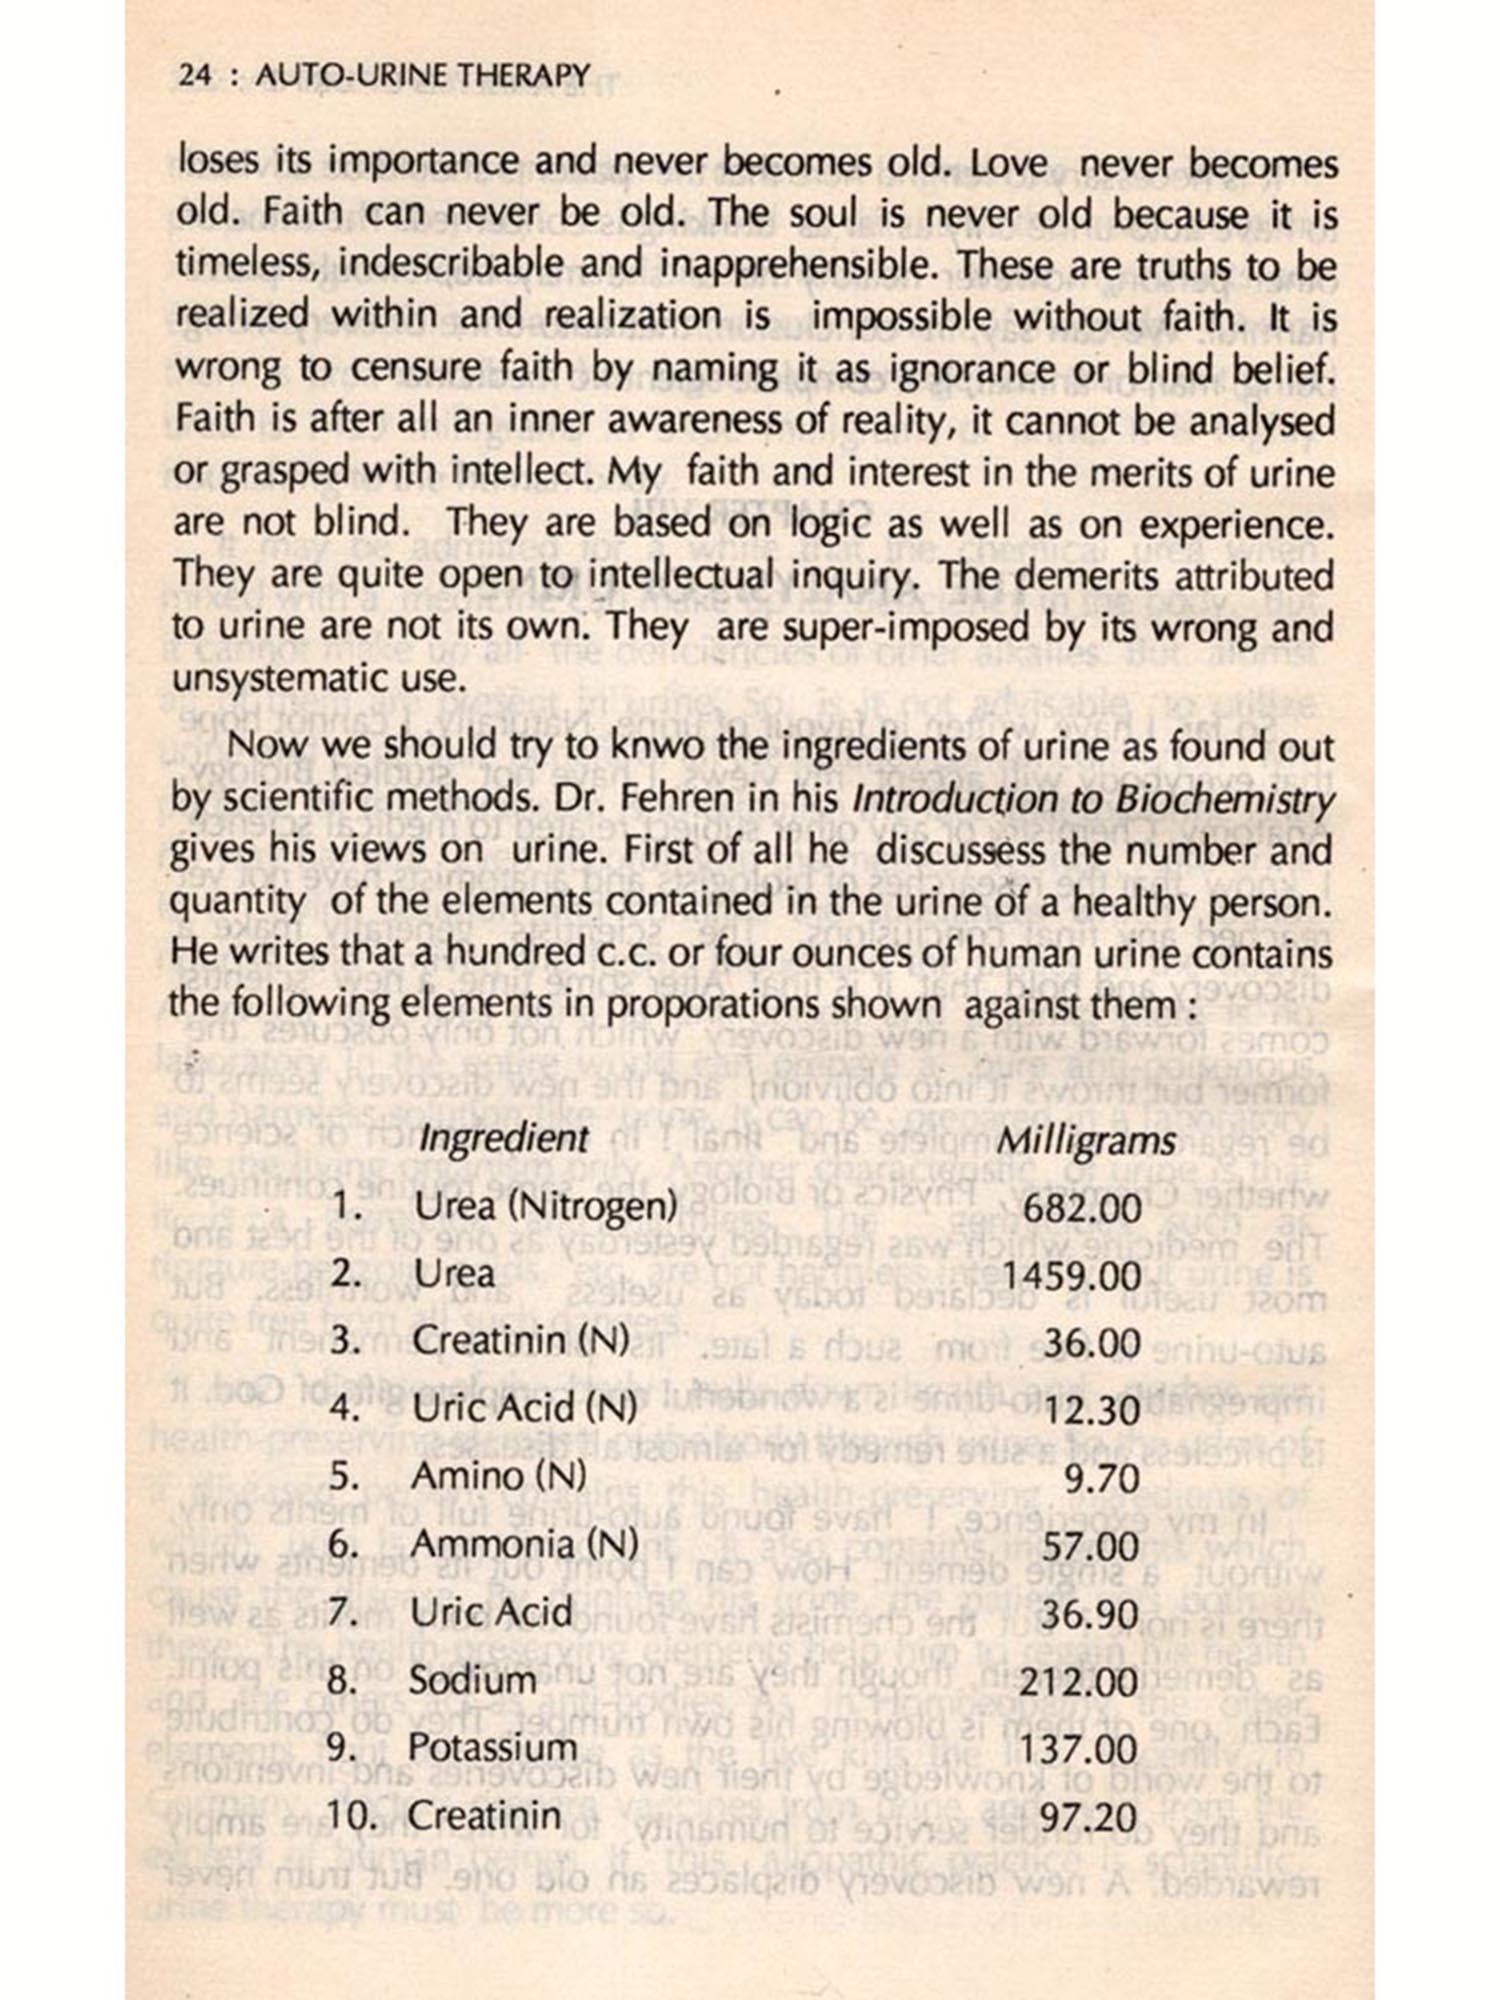 24 : AUTO-URINE THERAPY
loses its importance and never becomes old. Love never becomes
old. Faith can never be old. The soul is never old because it is
timeless, indescribable and inapprehensible. These are truths to be
realized within and realization is impossible without faith. It is
wrong to censure faith by naming it as ignorance or blind belief.
Faith is after all an inner awareness of reality, it cannot be analysed
or grasped with intellect. My faith and interest in the merits of urine
are not blind. They are based on logic as well as on experience.
They are quite open to intellectual inquiry. The demerits attributed
to urine are not its own. They are super-imposed by its wrong and
unsystematic use.
Now we should try to knwo the ingredients of urine as found out
by scientific methods. Dr. Fehren in his Introduction to Biochemistry
gives his views on urine. First of all he discussess the number and
quantity of the elements contained in the urine of a healthy person.
He writes that a hundred c.c. or four ounces of human urine contains
the following elements in proporations shown against them :
Ingredient Milligrams
1. Urea (Nitrogen) 682.00
2. Urea 1459.00
3. Creatinin (N) 36.00
4. Uric Acid (N) 12.30
5. Amino (N) 9.70
6. Ammonia (N) 57.00
7. Uric Acid 36.90
8. Sodium 212.00
9. Potassium 137.00
10. Creatinin 97.20